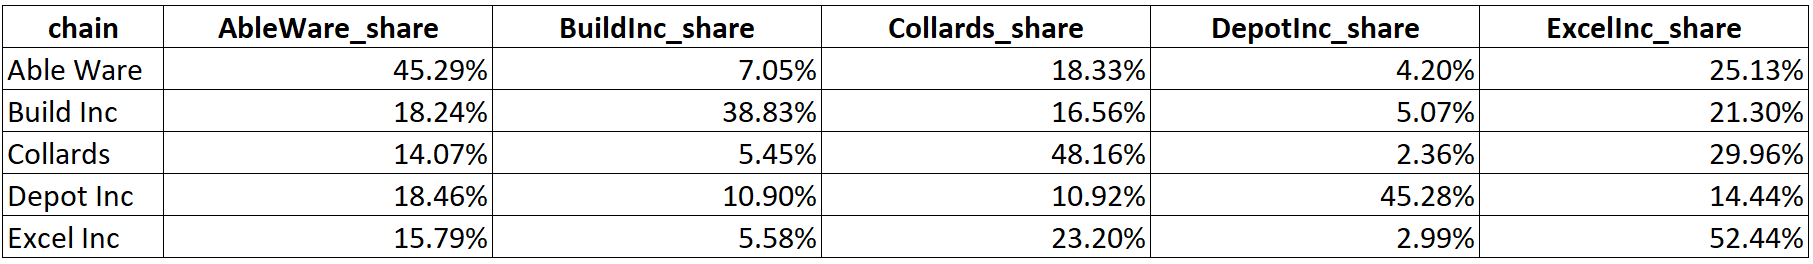 chain AbleWare_share BuildInc_share Collards_share DepotInc_share ExcelInc_share
Able Ware 45.29% 7.05% 18.33% 4.20% 25.13%
Build Inc 18.24% 38.83% 16.56% 5.07% 21.30%
Collards 14.07% 5.45% 48.16% 2.36% 29.96%
Depot Inc 18.46% 10.90% 10.92% 45.28% 14.44%
Excel Inc 15.79% 5.58% 23.20% 2.99% 52.44%